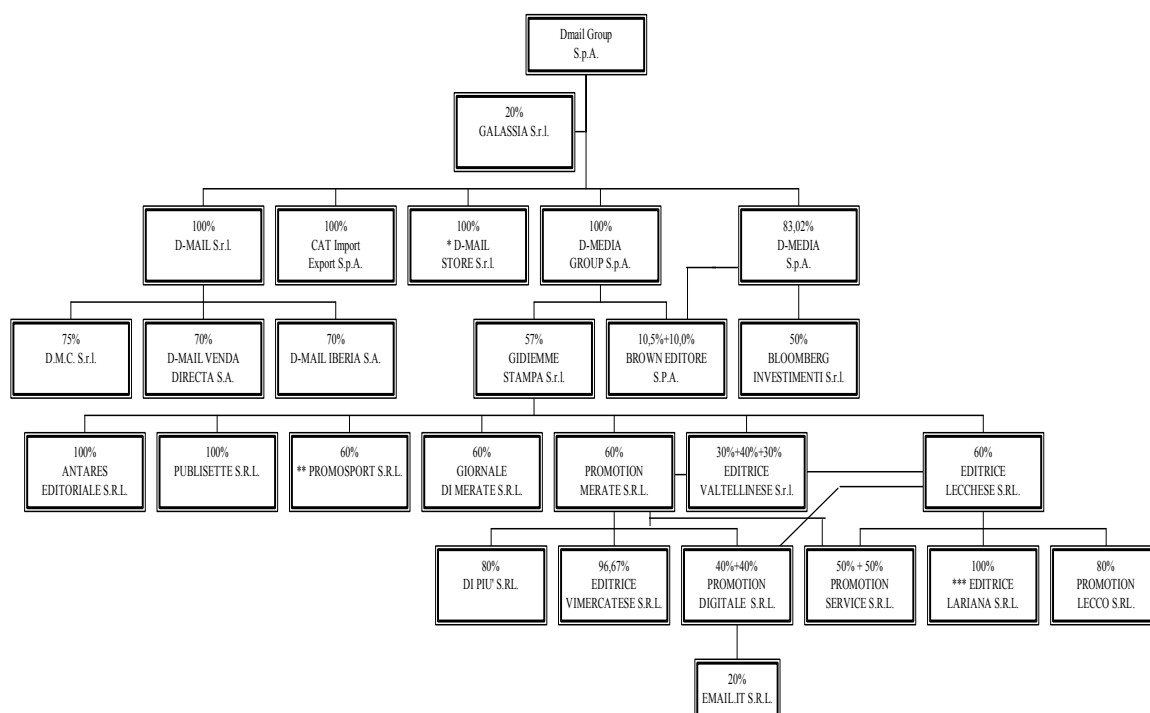 Dmail Group
S.p.A.
20%
GALASSIA S.r.l.
100%
D-MAIL S.r.l.
100%
CAT Import
Export S.p.A.
100%
* D-MAIL
STORE S.r.l.
100%
D-MEDIA
GROUP S.p.A.
83,02%
D-MEDIA
S.p.A.
75%
D.M.C. S.r.l.
70%
D-MAIL VENDA
DIRECTA S.A.
70%
D-MAIL IBERIA S.A.
57%
GIDIEMME
STAMPA S.r.l.
10,5%+10,0%
BROWN EDITORE
S.P.A.
50%
BLOOMBERG
INVESTIMENTI S.r.l.
100%
ANTARES
EDITORIALE S.R.L.
100%
PUBLISETTE S.R.L.
60%
** PROMOSPORT S.R.L.
60%
GIORNALE
DI MERATE S.R.L.
60%
PROMOTION
MERATE S.R.L.
30%+40%+30%
EDITRICE
VALTELLINESE S.r.l.
60%
EDITRICE
LECCHESE S.RL.
80%
DI PIU' S.RL.
96,67%
EDITRICE
VIMERCATESE S.R.L.
40%+40%
PROMOTION
DIGITALE S.R.L.
50% + 50%
PROMOTION
SERVICE S.R.L.
100%
*** EDITRICE
LARIANA S.R.L.
80%
PROMOTION
LECCO S.RL.
20%
EMAIL.IT S.R.L.